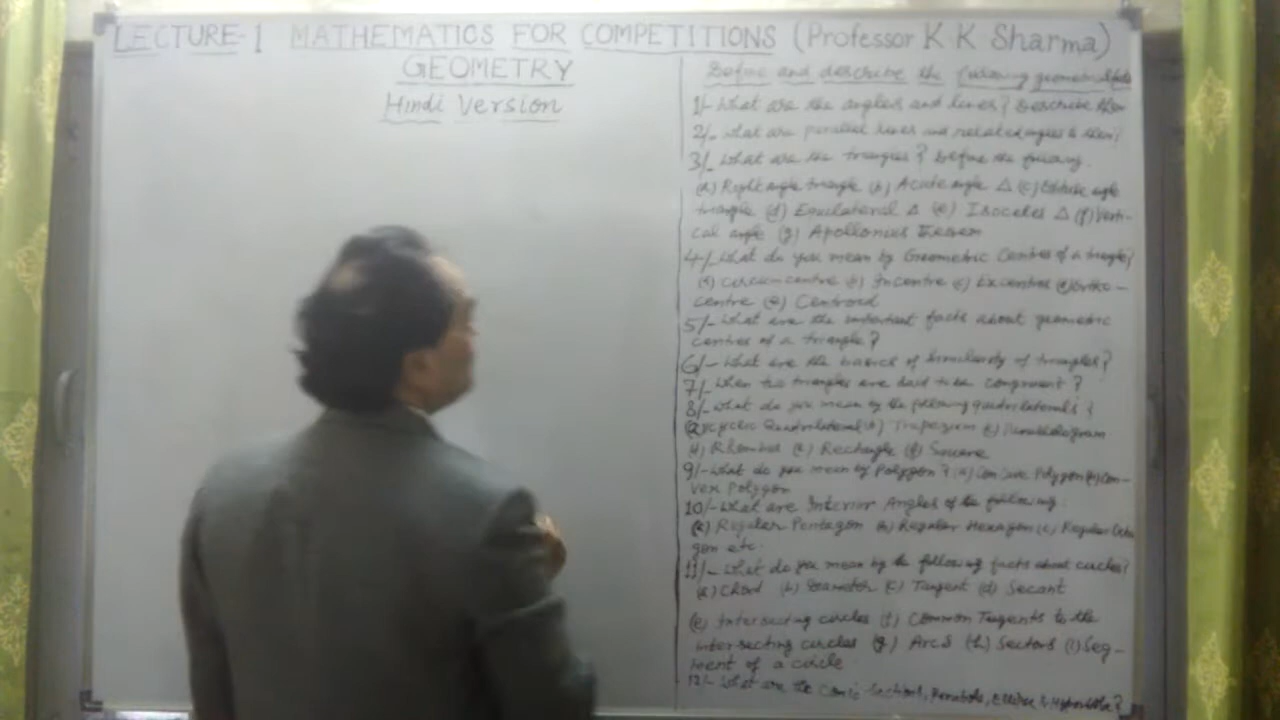 LECTURE-1 MATHEMATICS FOR COMPETITIONS (Professor K K Sharma)
GEOMETRY
Hindi Version
Define and describe the following geometrical
1/- What are the angles and lines? Describe them
2/- What are parallel lines and related angles to them?
3/- What are the triangles? Define the following.
(a) Right angle triangle (b) Acute angle △ (c) Obtuse angle
triangle (d) Equilateral △ (e) Isoceles △ (f) Verti-
cal angle (g) Apollonius Theorem
4/- What do you mean by Geometric Centres of a triangle?
(a) Circum-centre (b) Incentre (c) Excentres (d) Ortho-
centre (e) Centroid
5/- What are the important facts about geometric
centres of a triangle?
6/- What are the of similarity of triangles?
7/- When two triangles are said to be congruent?
8/- What do you mean by the following quadrilaterals?
(a) Cyclic Quadrilateral (b) Trapezium (c) Parallelogram
(d) Rhombus (e) Rectangle (f) Square
9/- What do you mean by Polygon? (a) Concave Polygon (b) Con-
vex Polygon
10/- What are Interior Angles of the following.
(a) Regular Pentagon (b) Regular Hexagon (c) Regular Octa
gon etc.
11/- What do you mean by the following facts about circles?
(a) Chord (b) Diameter (c) Tangent (d) Secant
(e) Intersecting circles (f) Common Tangents to the
intersecting circles (g) Arcs (h) Sectors (i) Seg-
ment of a circle
12/- What are the Conic Sections, Parabola, Ellipse & Hyperbola?